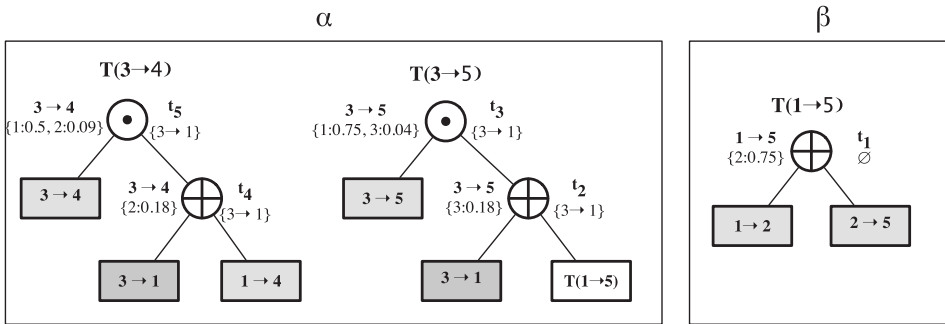 α
T(3→4)
3 → 4
{1:0.5, 2:0.09}
t5
{3→ 1}
3 → 4
3 → 4
{2:0.18}
t4
{3→ 1}
3 → 1
1 → 4
T(3→5)
3 → 5
{1:0.75, 3:0.04}
t3
{3→ 1}
3 → 5
3 → 5
{3:0.18}
t2
{3→ 1}
3 → 1
T(1→5)
β
T(1→5)
1 → 5
{2:0.75}
t1
∅
1→ 2
2 → 5